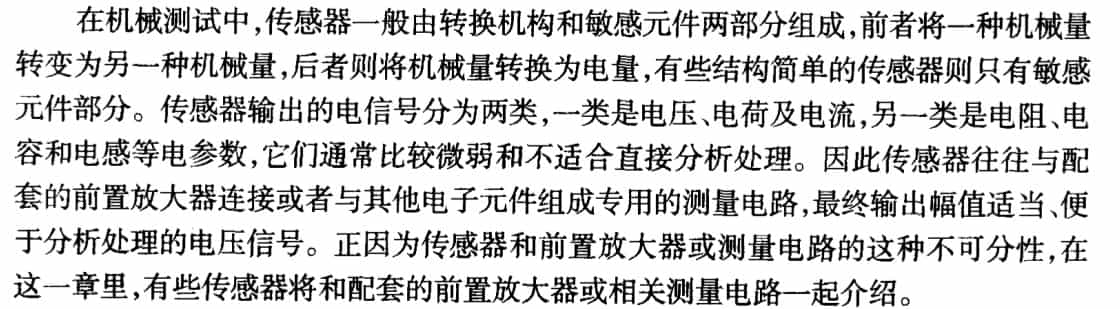 在机械测试中,传感器一般由转换机构和敏感元件两部分组成,前者将一种机械量
转变为另一种机械量,后者则将机械量转换为电量,有些结构简单的传感器则只有敏感
元件部分。传感器输出的电信号分为两类,一类是电压、电荷及电流,另一类是电阻、电
容和电感等电参数,它们通常比较微弱和不适合直接分析处理。因此传感器往往与配
套的前置放大器连接或者与其他电子元件组成专用的测量电路,最终输出幅值适当、便
于分析处理的电压信号。正因为传感器和前置放大器或测量电路的这种不可分性,在
这一章里,有些传感器将和配套的前置放大器或相关测量电路一起介绍。